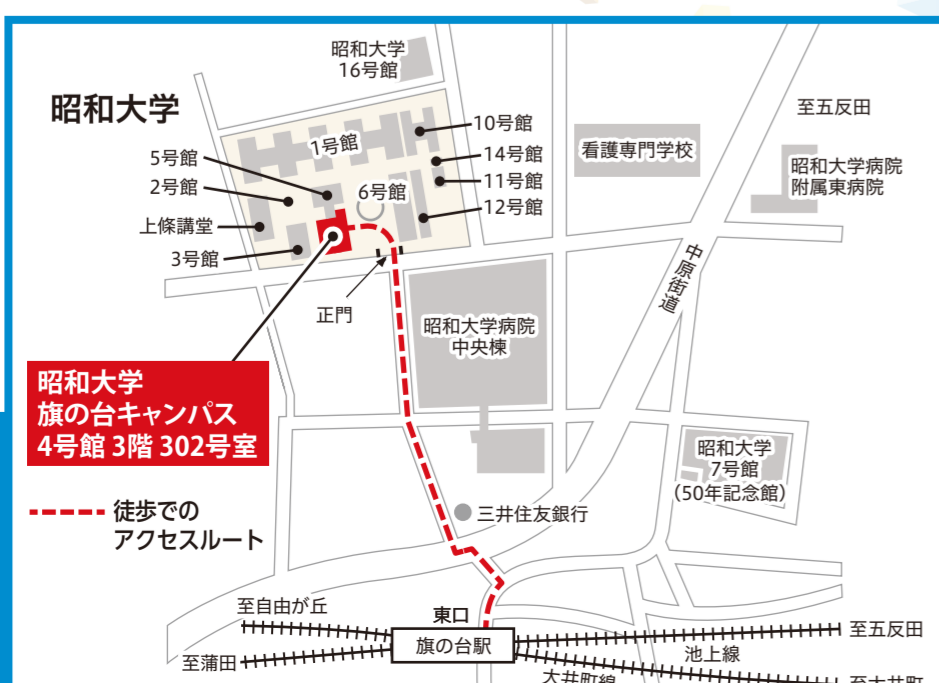 昭和大学
16号館
昭和大学
10号館
至五反田
1号館
14号館
看護専門学校
5号館
昭和大学病院
附属東病院
2号館
6号館
11号館
上條講堂
12号館
3号館
中原街道
正門
昭和大学病院
中央棟
昭和大学
旗の台キャンパス
4号館 3階 302号室
昭和大学
7号館
(50年記念館)
徒歩での
アクセスルート
三井住友銀行
至自由が丘
東口
旗の台駅
至五反田
池上線
至蒲田
大井町線
至大井町